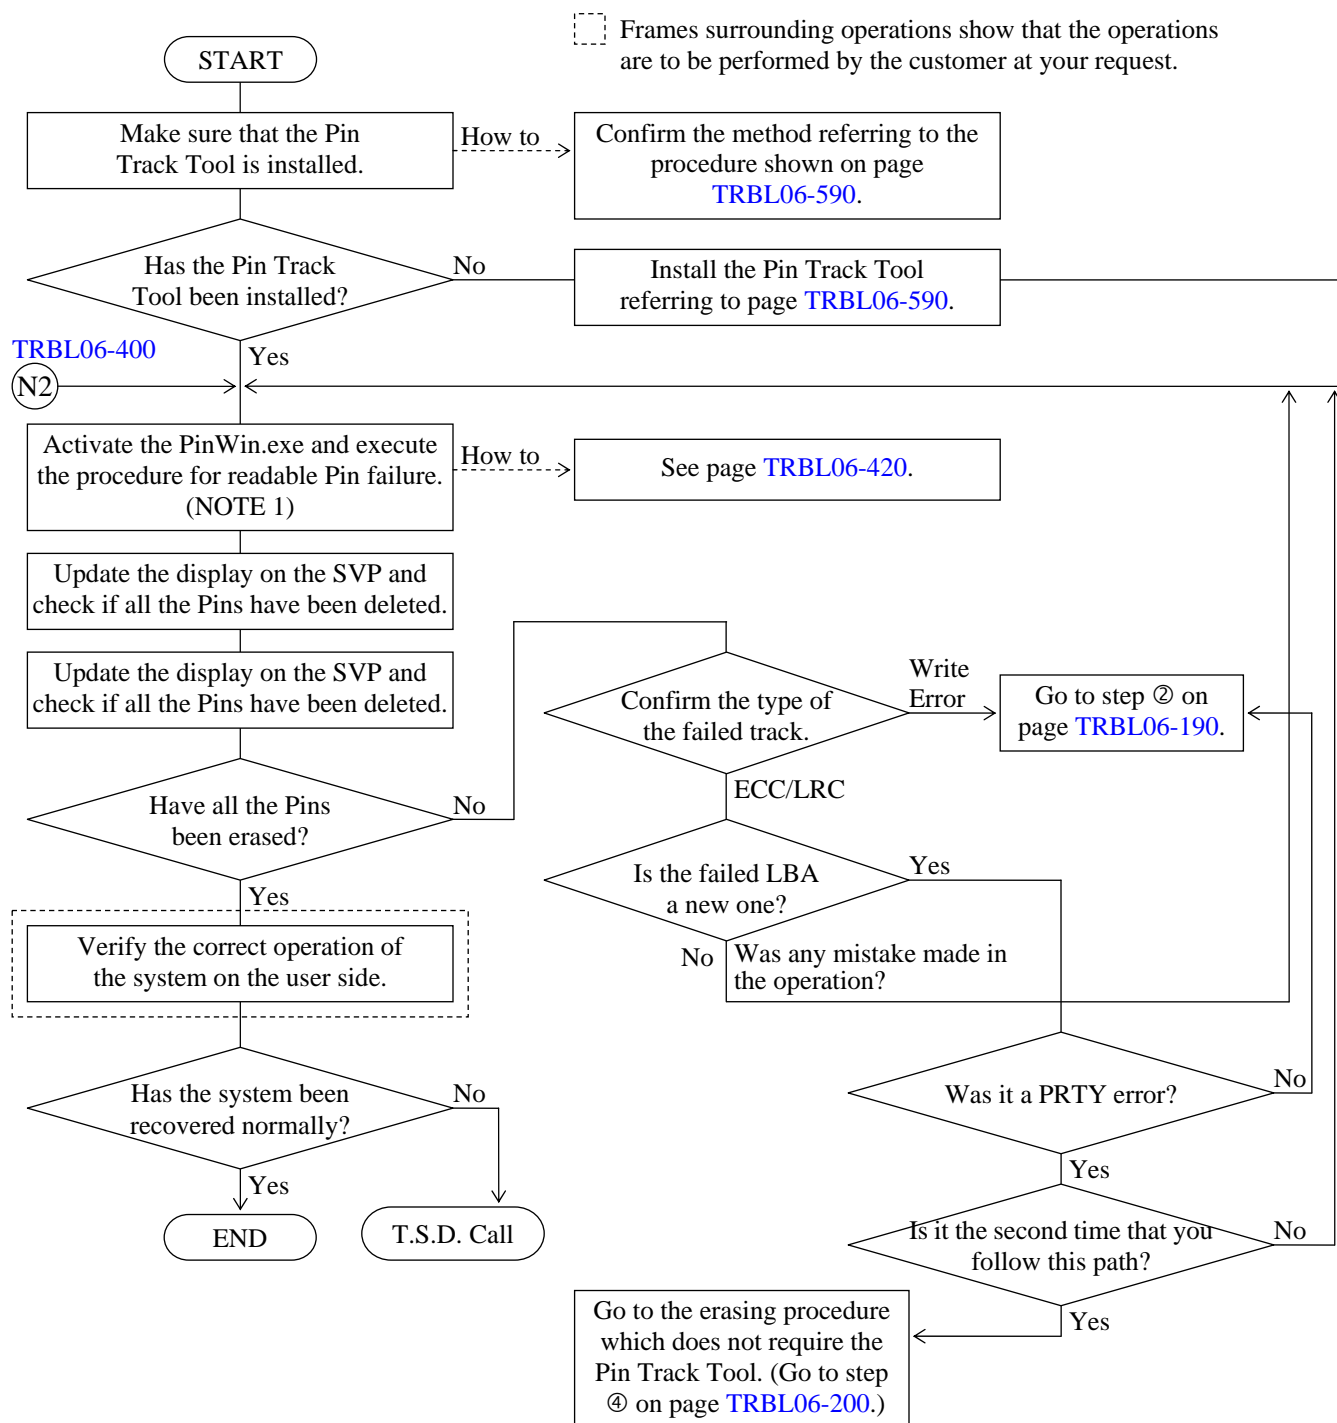 Frames surrounding operations show that the operations
are to be performed by the customer at your request.
START
Make sure that the Pin
Track Tool is installed.
How to
Confirm the method referring to the
procedure shown on page
TRBL06-590.
Has the Pin Track
Tool been installed?
No
Install the Pin Track Tool
referring to page TRBL06-590.
Yes
TRBL06-400
N2
Activate the PinWin.exe and execute
the procedure for readable Pin failure.
(NOTE 1)
How to
See page TRBL06-420.
Update the display on the SVP and
check if all the Pins have been deleted.
Update the display on the SVP and
check if all the Pins have been deleted.
Have all the Pins
been erased?
No
Confirm the type of
the failed track.
Write
Error
Go to step ② on
page TRBL06-190.
ECC/LRC
Is the failed LBA
a new one?
Yes
No
Was any mistake made in
the operation?
Yes
Verify the correct operation of
the system on the user side.
Has the system been
recovered normally?
No
Yes
END
T.S.D. Call
Was it a PRTY error?
No
Yes
Is it the second time that you
follow this path?
No
Yes
Go to the erasing procedure
which does not require the
Pin Track Tool. (Go to step
④ on page TRBL06-200.)